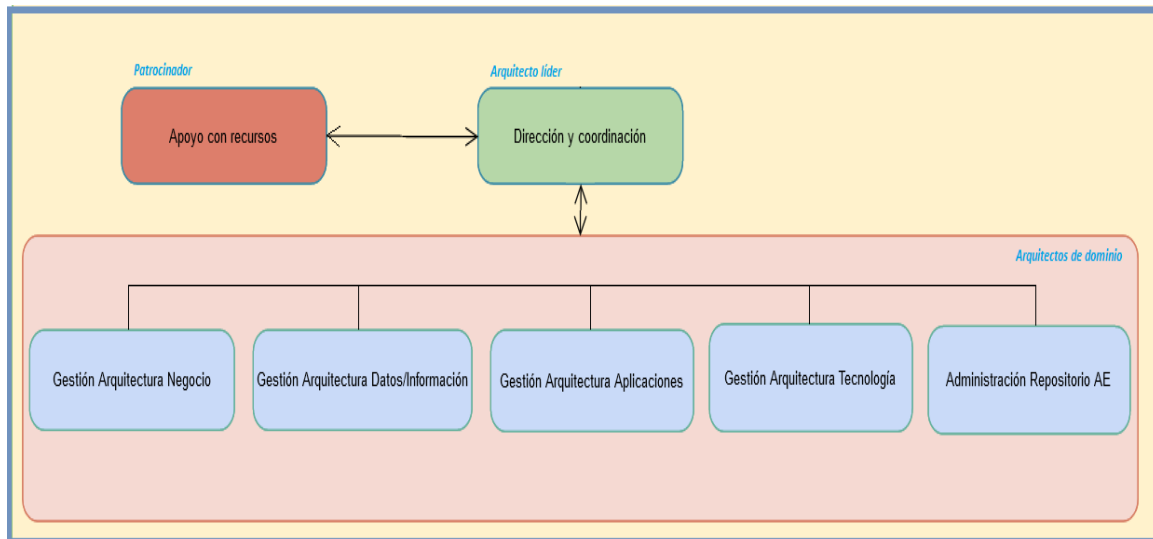 Patrocinador
Arquitecto líder
Apoyo con recursos
Dirección y coordinación
Arquitectos de dominio
Gestión Arquitectura Negocio
Gestión Arquitectura Datos/Información
Gestión Arquitectura Aplicaciones
Gestión Arquitectura Tecnología
Administración Repositorio AE